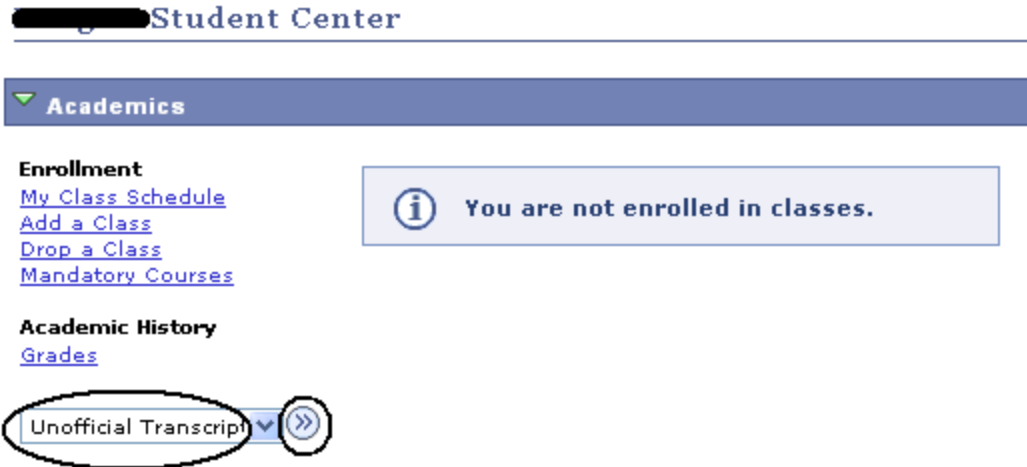 Student Center
Academics
Enrollment
My Class Schedule
Add a Class
Drop a Class
Mandatory Courses
You are not enrolled in classes.
Academic History
Grades
Unofficial Transcript